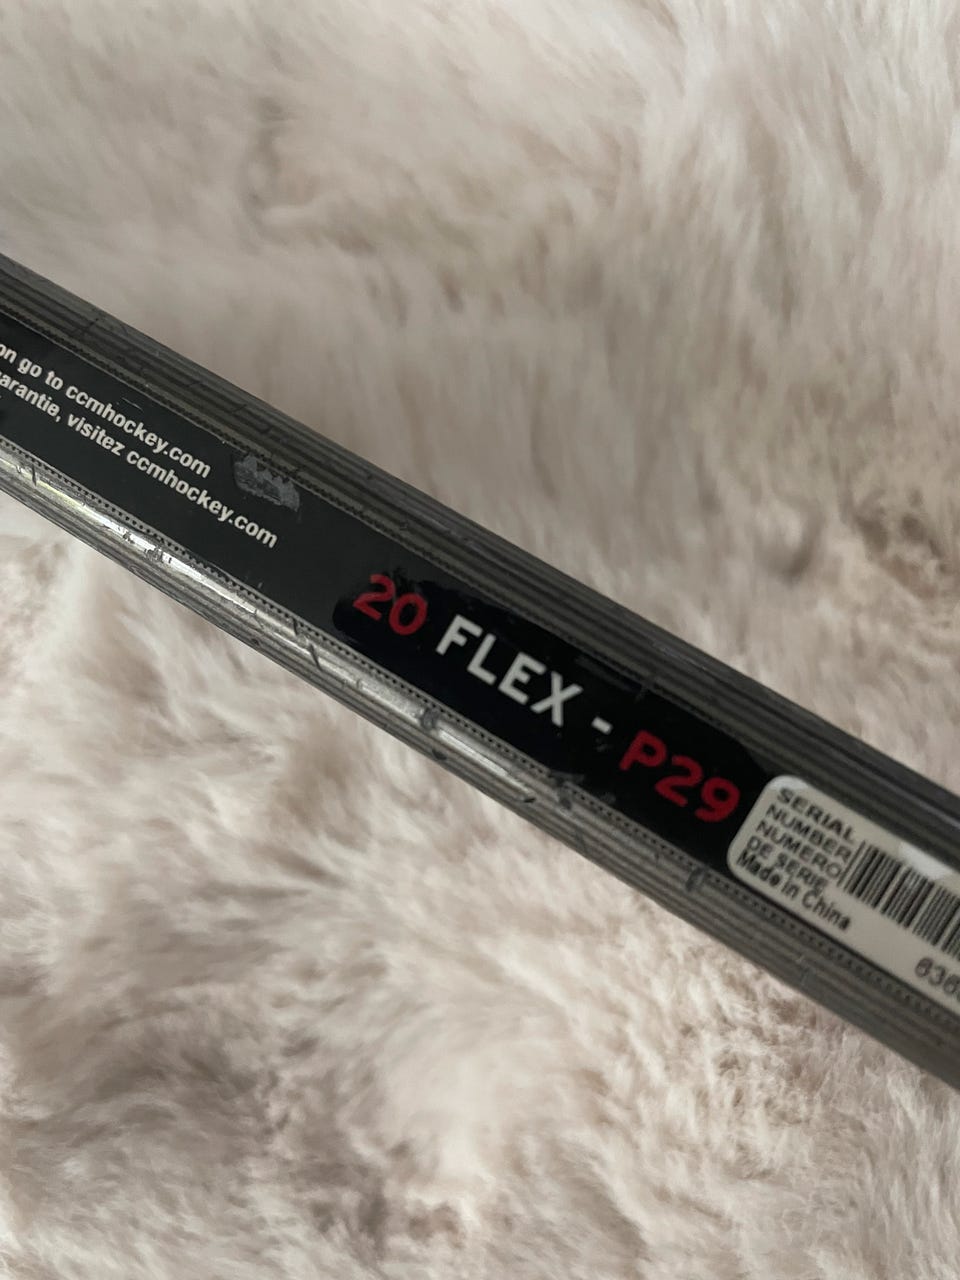 on go to ccmhockey.com
arantie, visitez ccmhockey.com
20 FLEX - P29
SERIAL
NUMBER
NUMERO
DE SERIE
Made in China